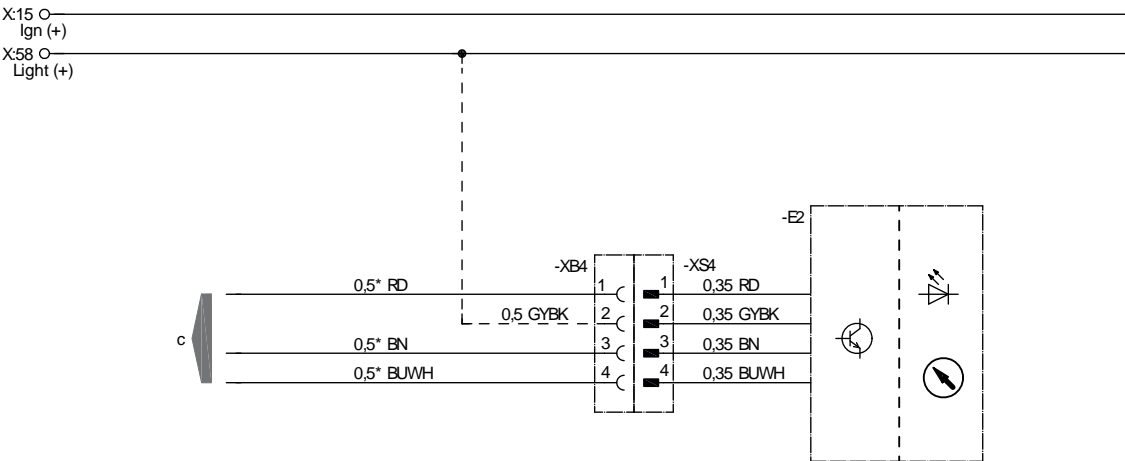 X:15
Ign (+)
X:58
Light (+)
-E2
-XB4
-XS4
0,5* RD
1
1
0,35 RD
0,5 GYBK
2
2
0,35 GYBK
c
0,5* BN
3
3
0,35 BN
0,5* BUWH
4
4
0,35 BUWH